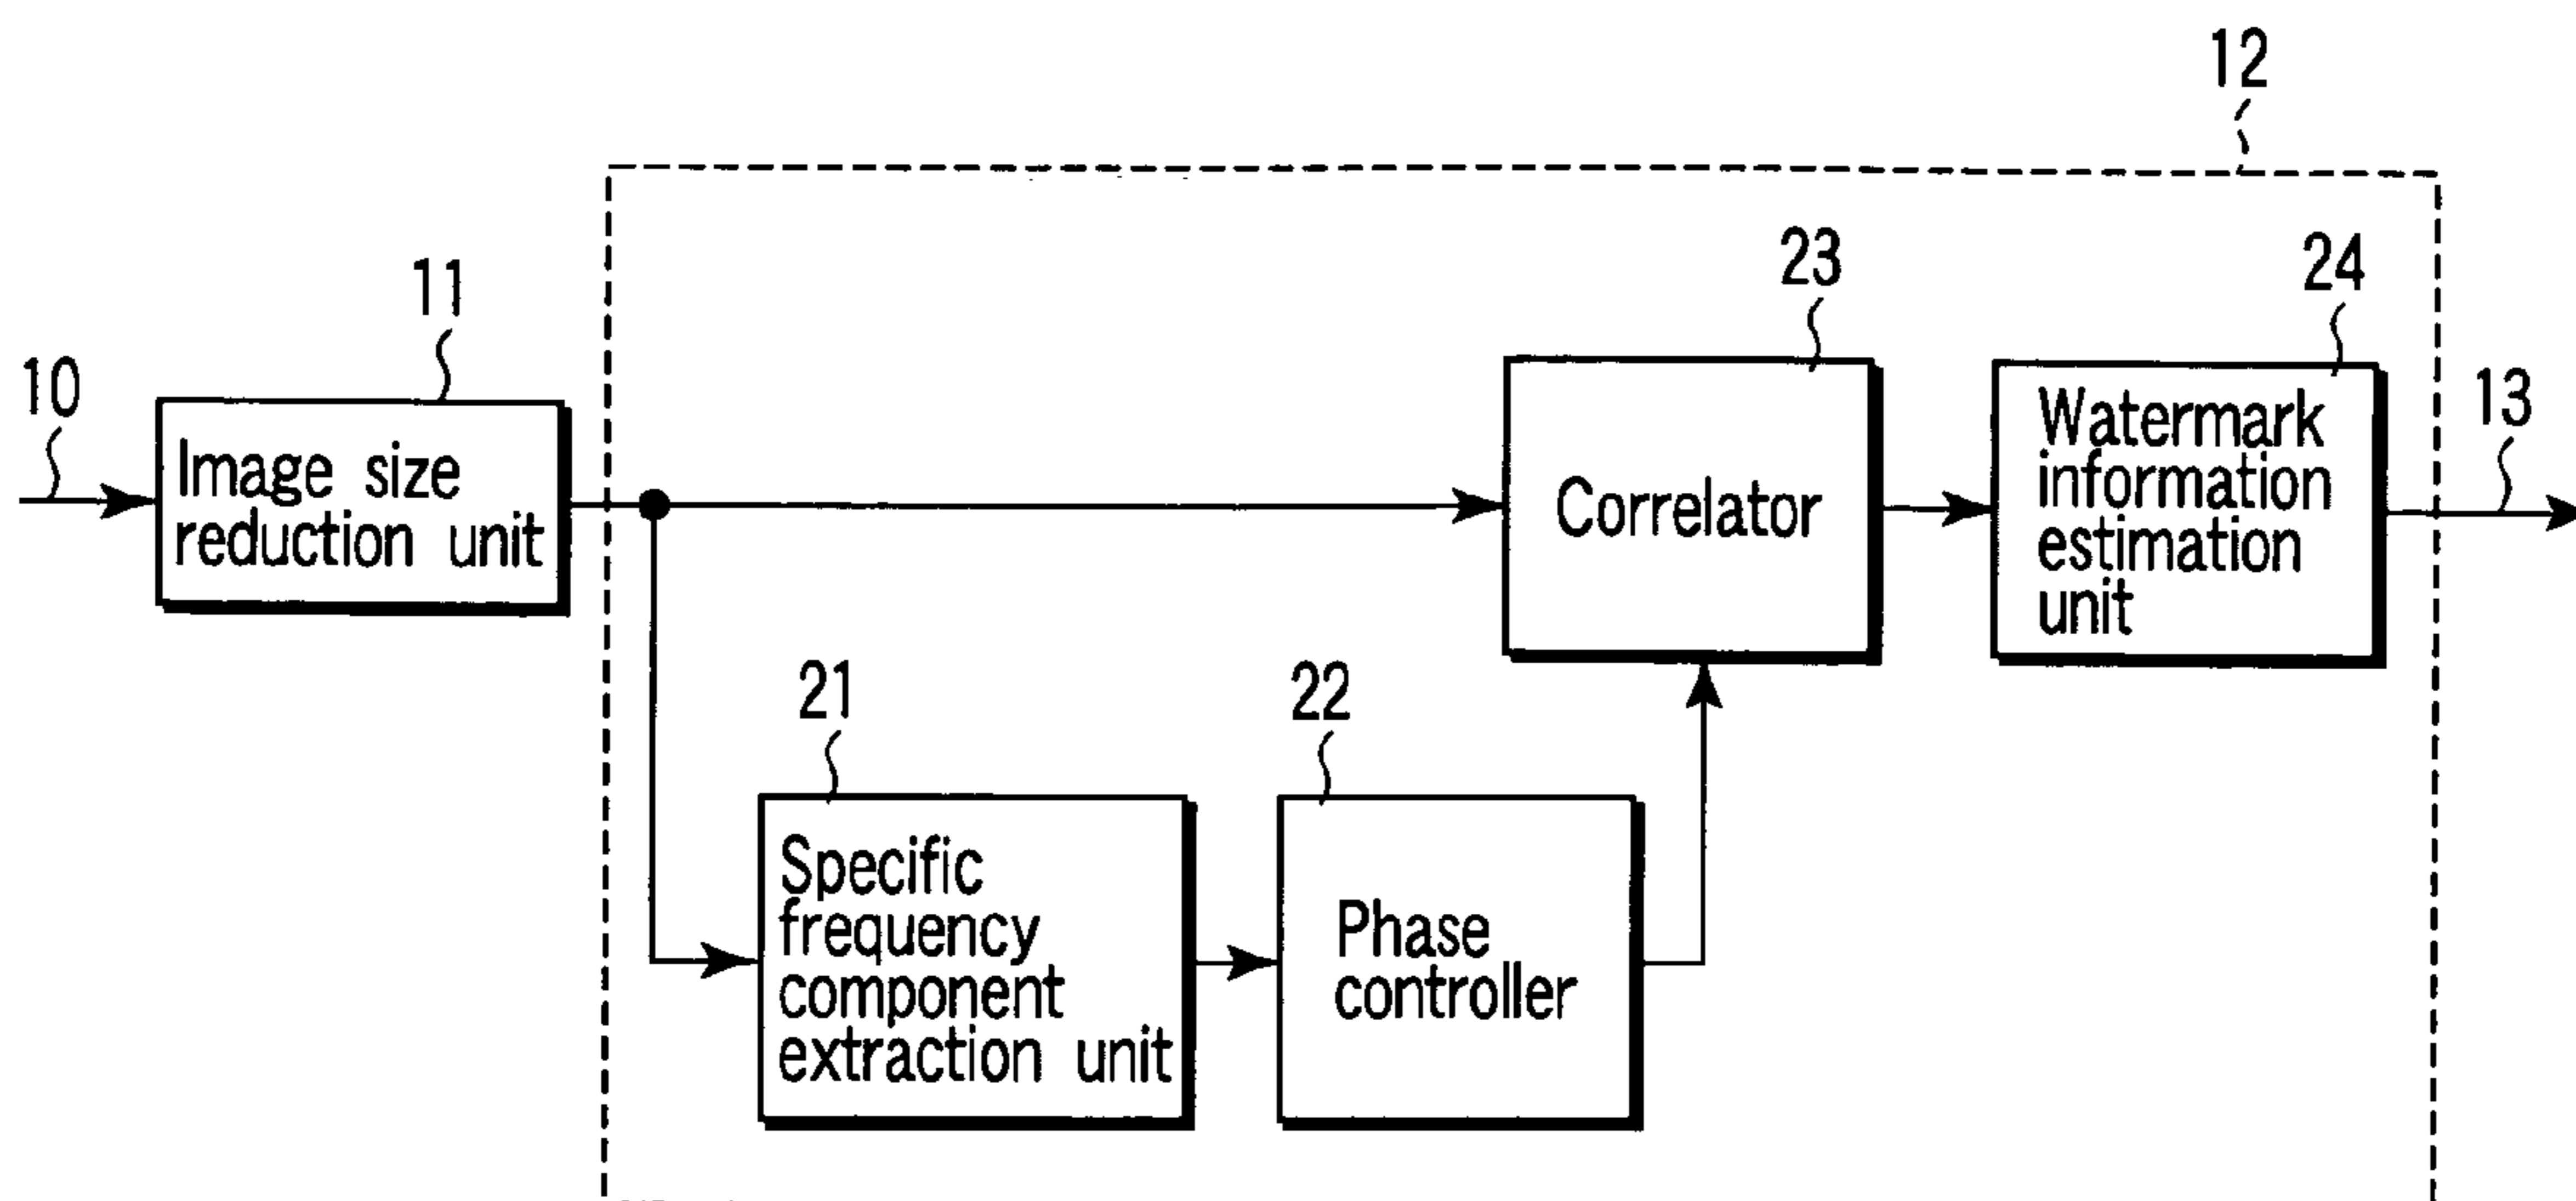 12
11
23
24
10
13
Image size
reduction unit
Correlator
Watermark
information
estimation
unit
21
22
Specific
frequency
component
extraction unit
Phase
controller